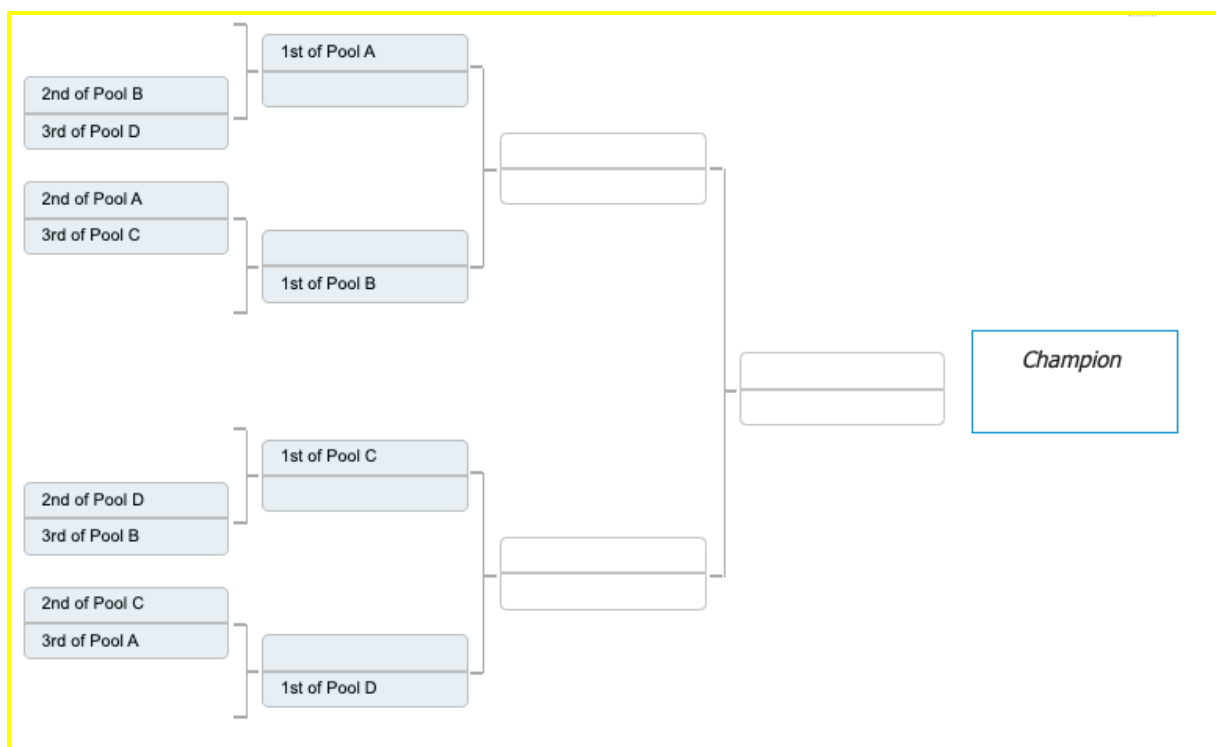 1st of Pool A
2nd of Pool B
3rd of Pool D
2nd of Pool A
3rd of Pool C
1st of Pool B
1st of Pool C
2nd of Pool D
3rd of Pool B
2nd of Pool C
3rd of Pool A
1st of Pool D
Champion